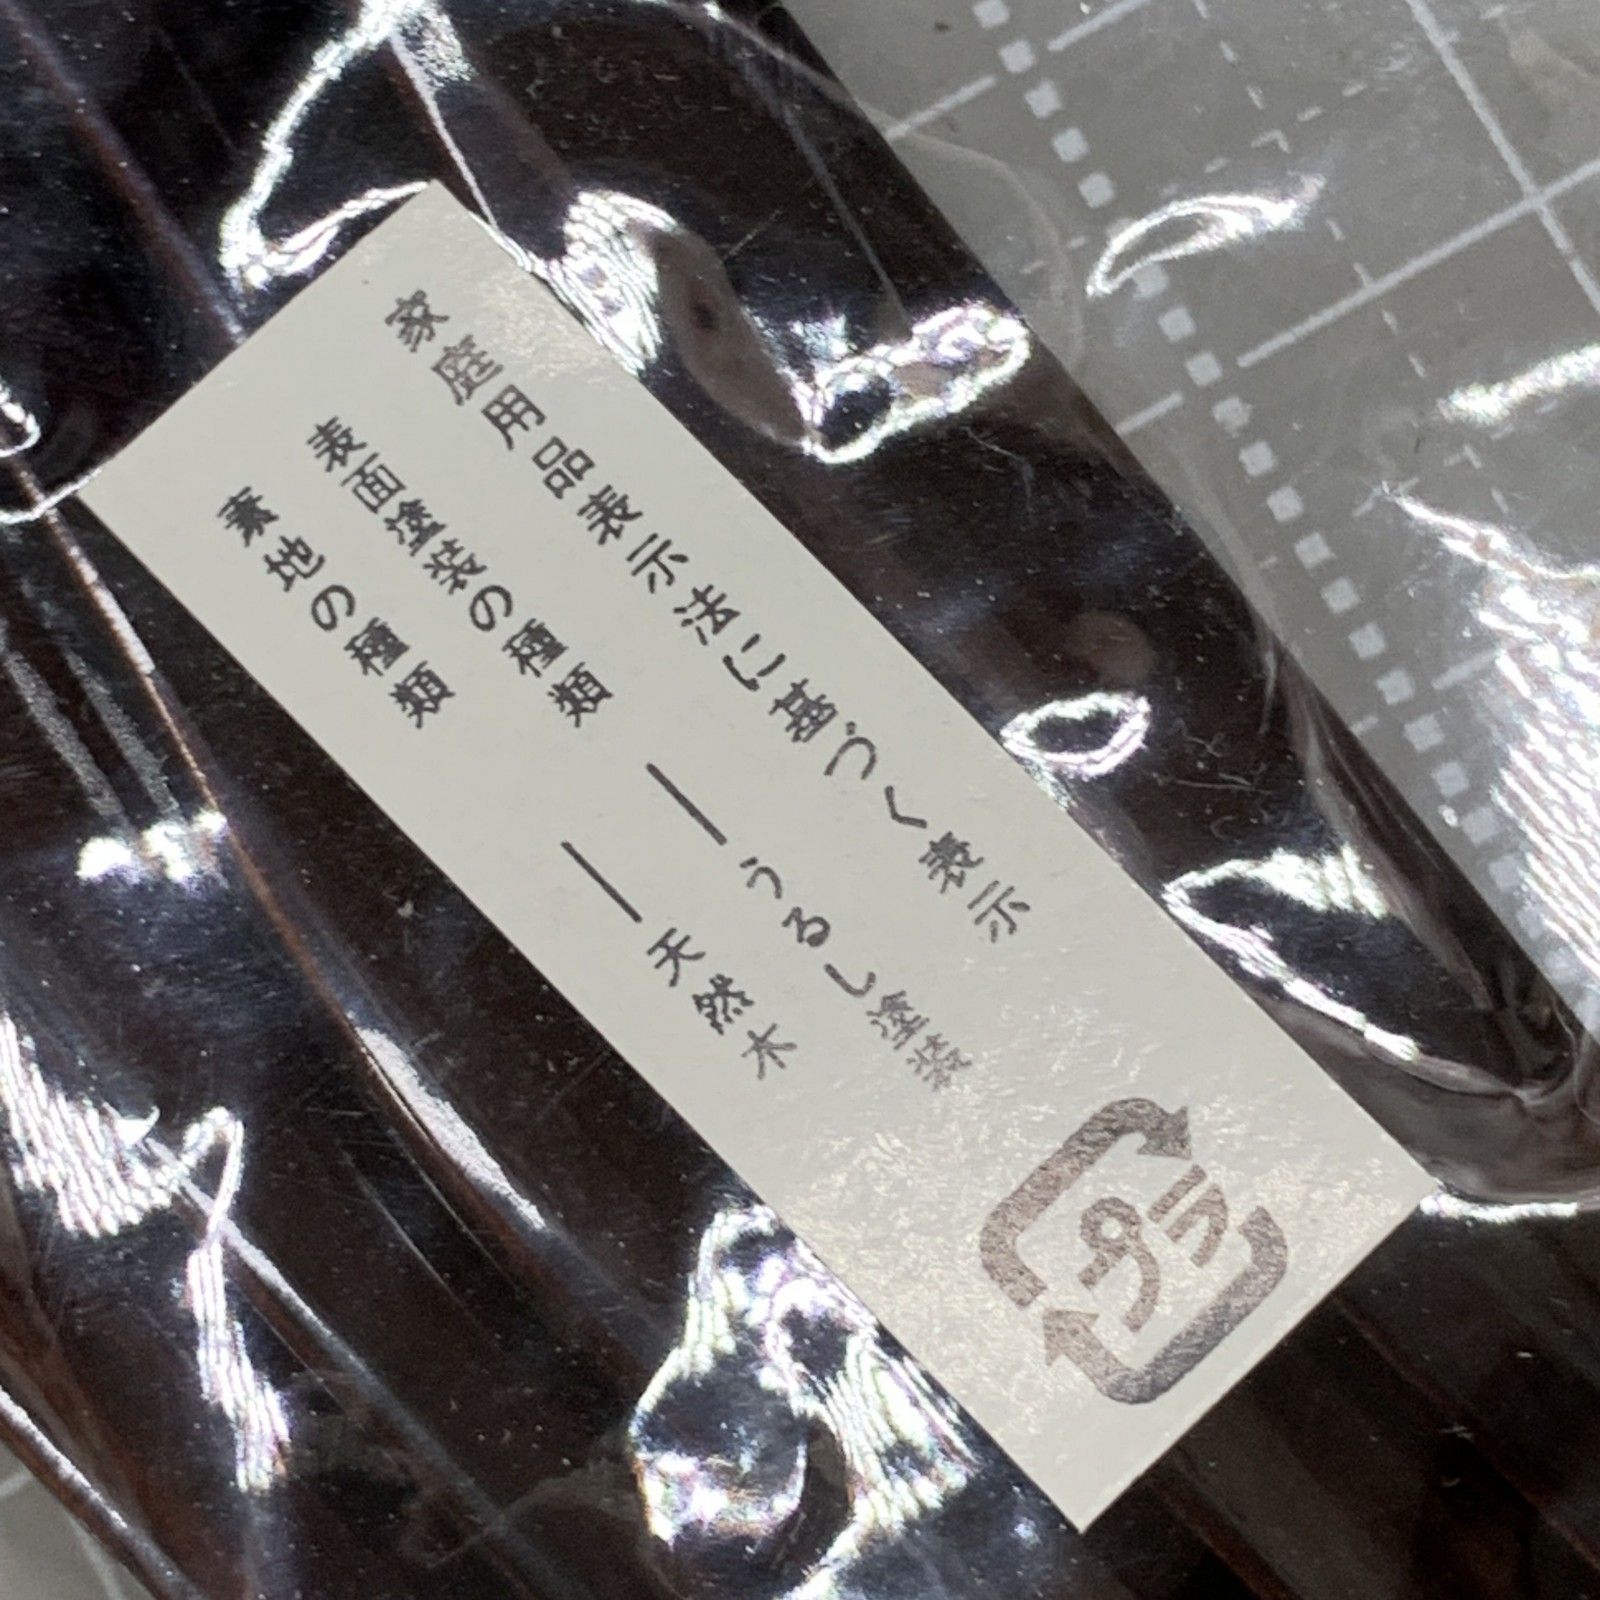 家庭用品表示法に基づく表示
表面塗装の種類 ― うるし塗装
素地の種類 ― 天然木
プラ